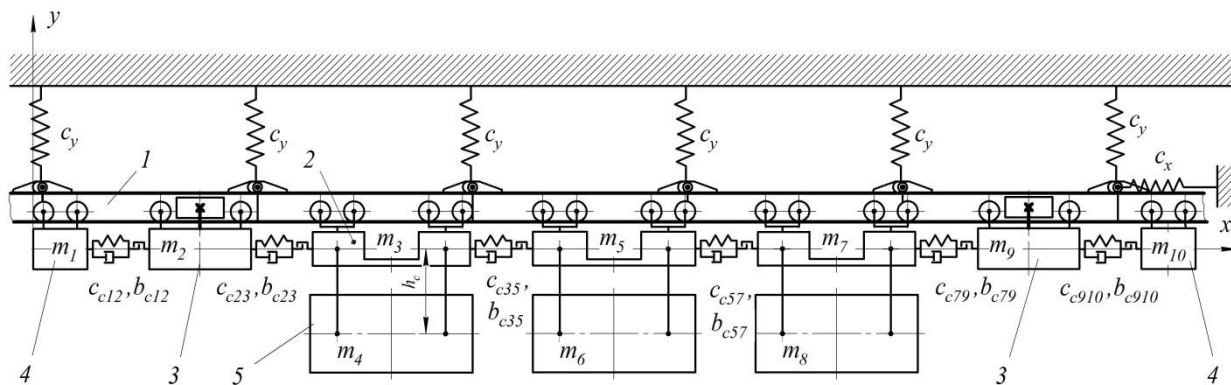 y
c_y c_y c_y c_y c_y c_y
c_x
1 2
x
m_1 m_2 m_3 m_5 m_7 m_9 m_10
h_c
c_c12, b_c12 c_c23, b_c23 c_c35, b_c35 c_c57, b_c57 c_c79, b_c79 c_c910, b_c910
m_4 m_6 m_8
4 3 5 3 4